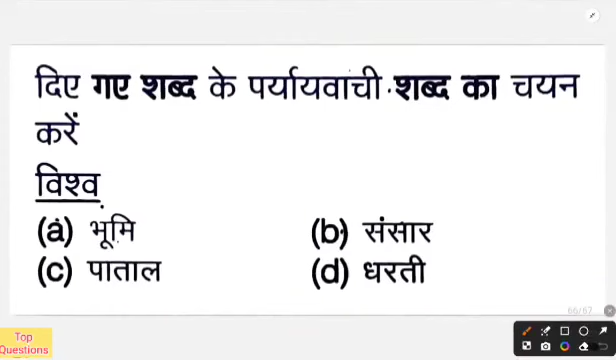 दिए गए शब्द के पर्यायवाची शब्द का चयन
करें
विश्व
(a) भूमि (b) संसार
(c) पाताल (d) धरती
66/67
Top
Questions